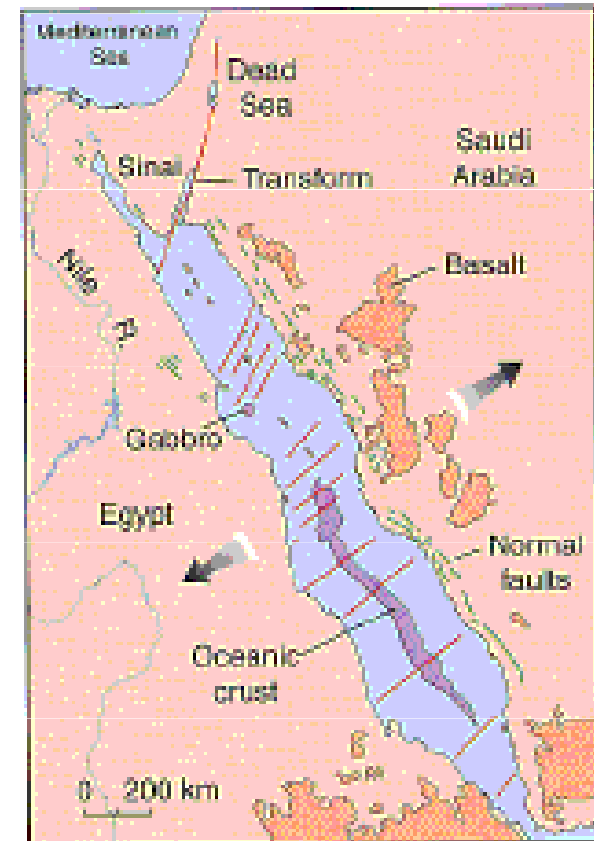 Mediterranean
Sea
Dead
Sea
Saudi
Arabia
Sinai
Transform
Nile
R
Basalt
Gabbro
Egypt
Normal
faults
Oceanic
crust
0 200 km